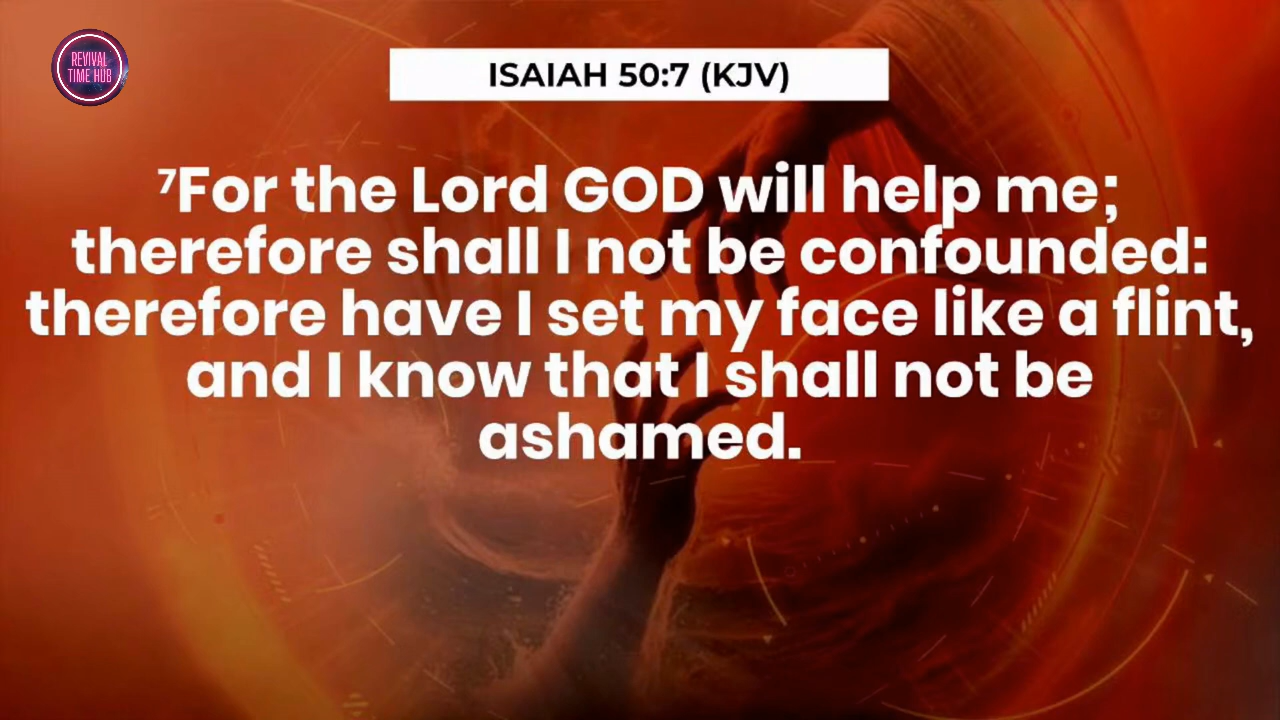 REVIVAL
TIME HUB
ISAIAH 50:7 (KJV)
⁷For the Lord GOD will help me;
therefore shall I not be confounded:
therefore have I set my face like a flint,
and I know that I shall not be
ashamed.